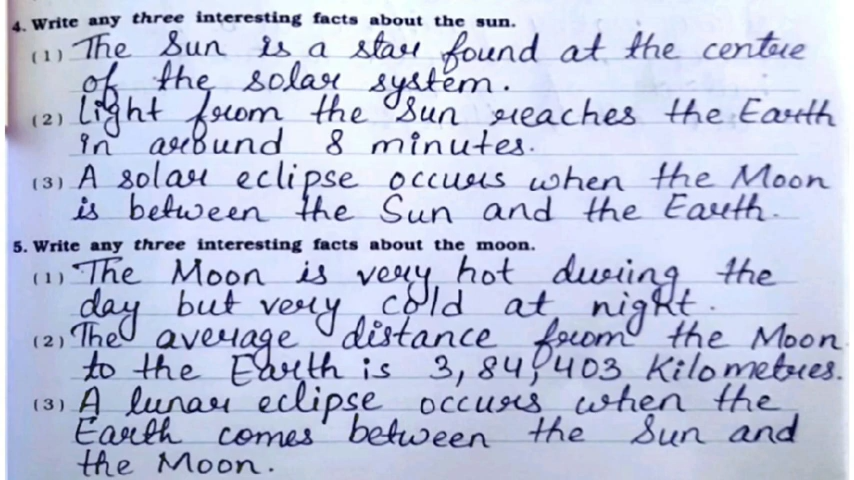 4. Write any three interesting facts about the sun.
(1) The Sun is a star found at the centre
of the solar system.
(2) Light from the Sun reaches the Earth
in around 8 minutes.
(3) A solar eclipse occurs when the Moon
is between the Sun and the Earth.
5. Write any three interesting facts about the moon.
(1) The Moon is very hot during the
day but very cold at night.
(2) The average distance from the Moon
to the Earth is 3,84,403 Kilometres.
(3) A lunar eclipse occurs when the
Earth comes between the Sun and
the Moon.